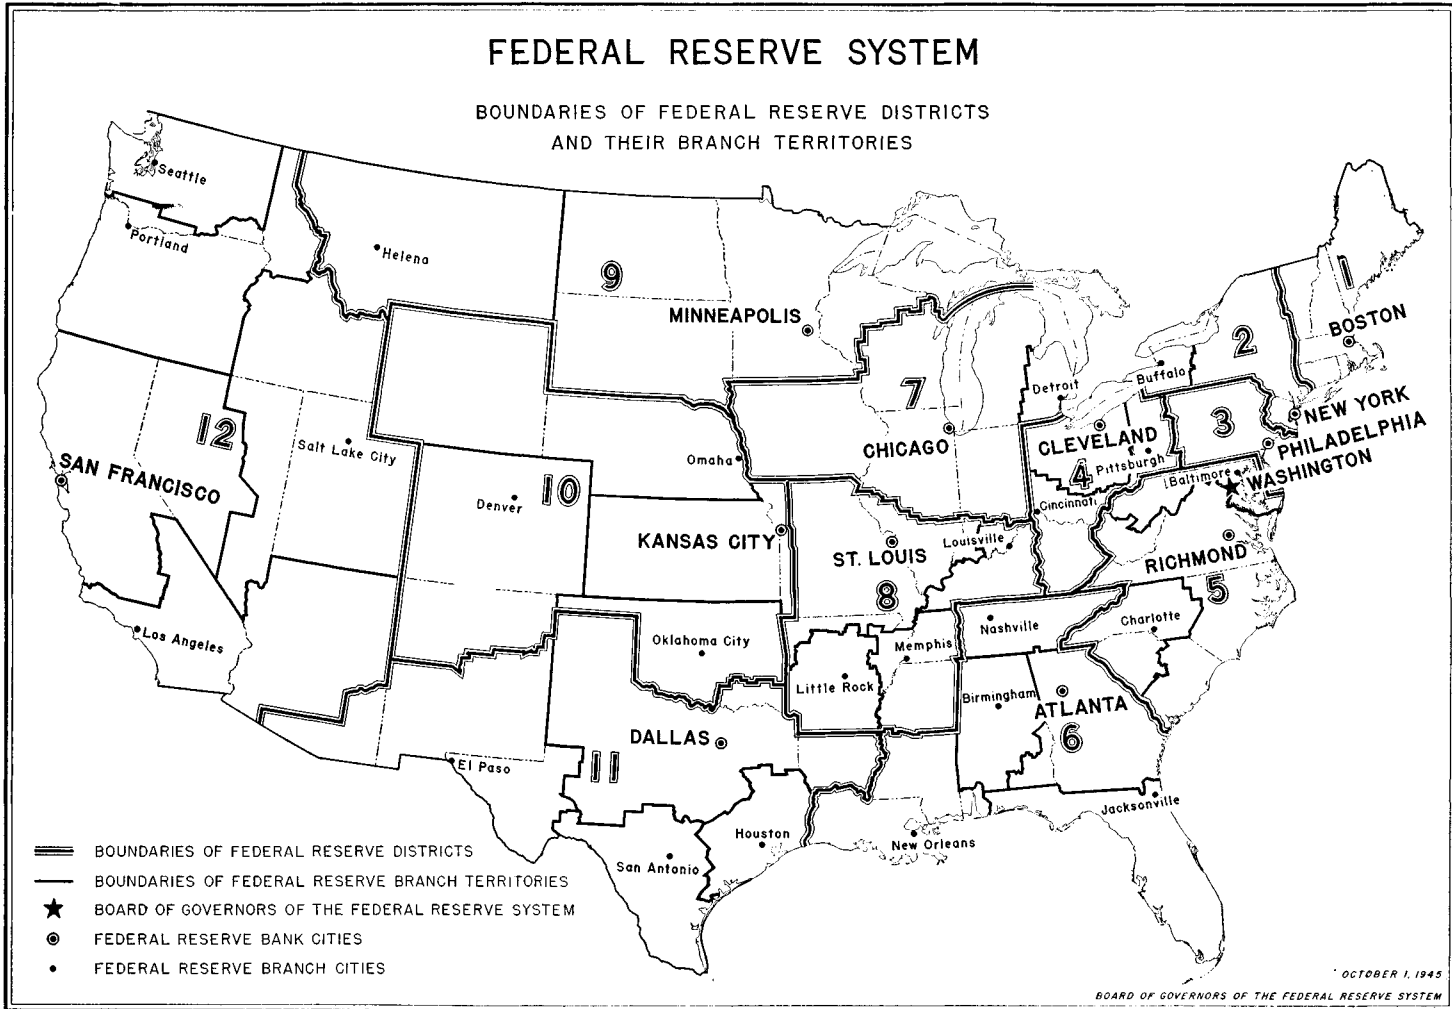 FEDERAL RESERVE SYSTEM
BOUNDARIES OF FEDERAL RESERVE DISTRICTS
AND THEIR BRANCH TERRITORIES
Seattle
Portland
Helena
9
MINNEAPOLIS
1
BOSTON
2
Buffalo
Detroit
7
CHICAGO
CLEVELAND
4
Pittsburgh
3
NEW YORK
PHILADELPHIA
WASHINGTON
Baltimore
12
SAN FRANCISCO
Salt Lake City
Omaha
Denver
10
KANSAS CITY
Cincinnati
ST. LOUIS
8
Louisville
RICHMOND
5
Los Angeles
Oklahoma City
Memphis
Nashville
Charlotte
Little Rock
Birmingham
ATLANTA
6
DALLAS
11
El Paso
Houston
San Antonio
New Orleans
Jacksonville
BOUNDARIES OF FEDERAL RESERVE DISTRICTS
BOUNDARIES OF FEDERAL RESERVE BRANCH TERRITORIES
BOARD OF GOVERNORS OF THE FEDERAL RESERVE SYSTEM
FEDERAL RESERVE BANK CITIES
FEDERAL RESERVE BRANCH CITIES
OCTOBER 1, 1945
BOARD OF GOVERNORS OF THE FEDERAL RESERVE SYSTEM